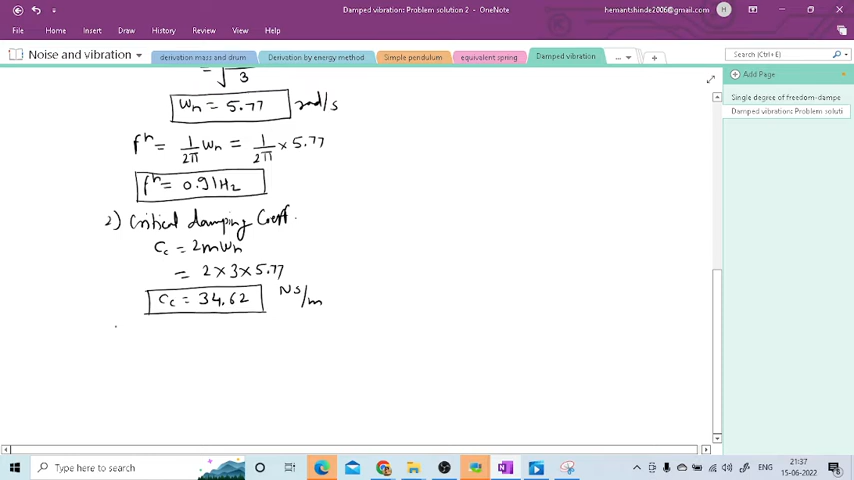 Damped vibration: Problem solution 2 - OneNote
hemantshinde2006@gmail.com
H
File Home Insert Draw History Review View Help
Noise and vibration
derivation mass and drum
Derivation by energy method
Simple pendulum
equivalent spring
Damped vibration
...
Search (Ctrl+E)
Add Page
Single degree of freedom-dampe
Damped vibration: Problem soluti
= √ 3
Wn = 5.77 rad/s
fn = 1/2π Wn = 1/2π × 5.77
fn = 0.91Hz
2) Critical damping Coeff.
Cc = 2mWn
= 2 × 3 × 5.77
Cc = 34.62 Ns/m
Type here to search
ENG
21:37
15-06-2022